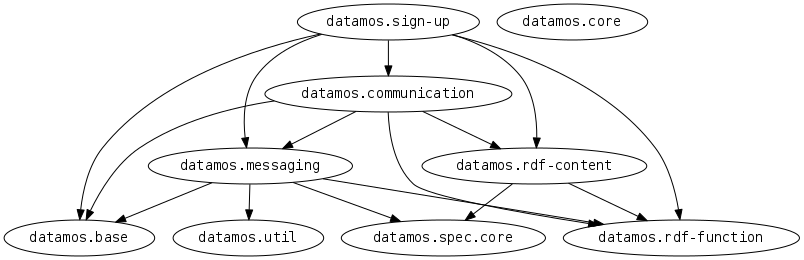 datamos.sign-up
datamos.core
datamos.communication
datamos.messaging
datamos.rdf-content
datamos.base
datamos.util
datamos.spec.core
datamos.rdf-function